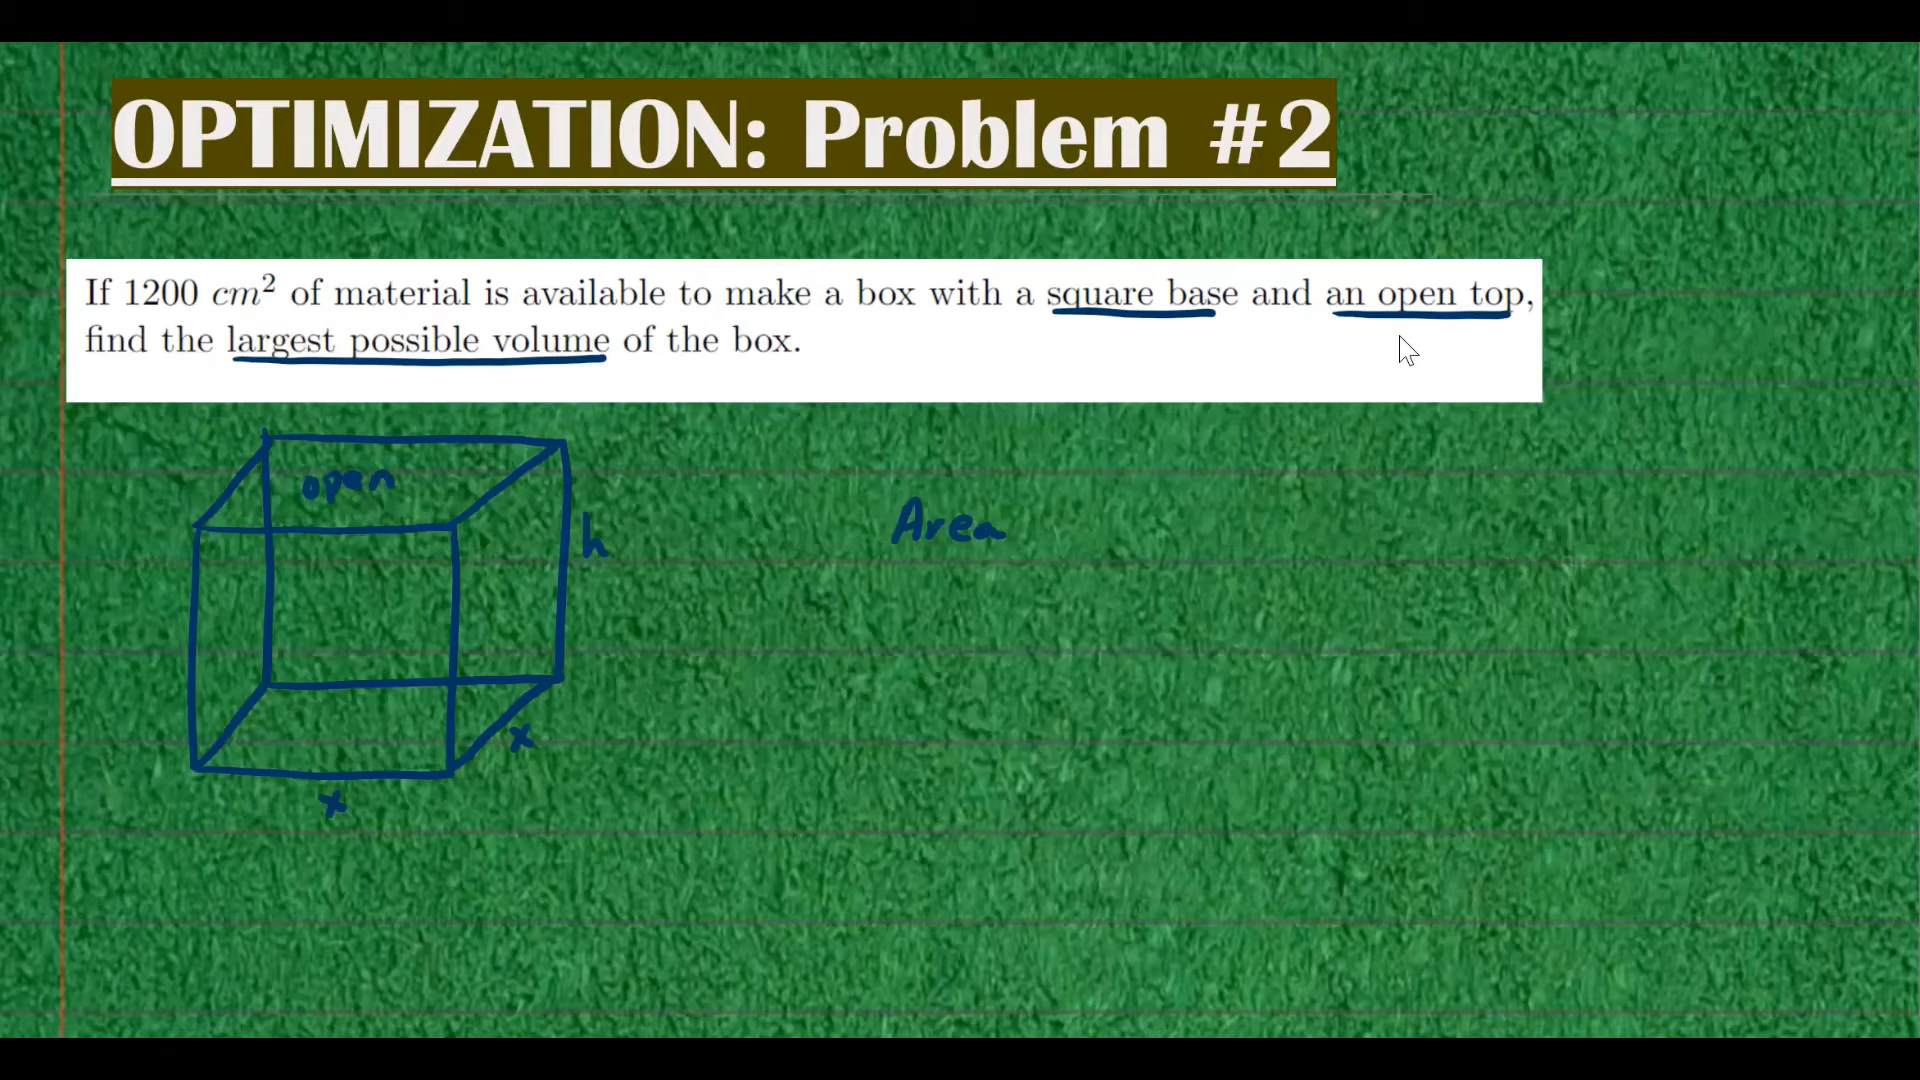 OPTIMIZATION: Problem #2
If 1200 cm² of material is available to make a box with a square base and an open top,
find the largest possible volume of the box.
open
h
Area
x
x